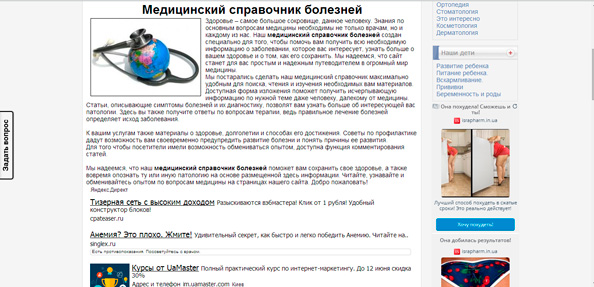 Медицинский справочник болезней
Здоровье – самое большое сокровище, данное человеку. Знания по
основным вопросам медицины необходимы не только врачам, но и
каждому из нас. Наш медицинский справочник болезней создан
специально для того, чтобы помочь вам получить всю необходимую
информацию о заболевании, которое вас интересует, узнать больше о
вашем здоровье и о том, как его сохранить. Мы надеемся, что сайт
станет для вас простым и надежным путеводителем в огромный мир
медицины.
Мы постарались сделать наш медицинский справочник максимально
удобным для поиска, чтения и изучения необходимых вам материалов.
Доступная форма изложения поможет получить исчерпывающую
информацию по нужной теме даже человеку, далекому от медицины.
Статьи, описывающие симптомы болезней и их диагностику, позволят вам узнать больше об интересующей вас
патологии. Здесь вы также получите ответы по вопросам терапии, ведь правильное лечение болезней
определяет исход заболевания.
К вашим услугам также материалы о здоровье, долголетии и способах его достижения. Советы по профилактике
дадут возможность вам своевременно предупредить развитие болезни и понять причины ее развития.
Для того чтобы посетители имели возможность обмениваться опытом, доступна функция комментирования
статей.
Мы надеемся, что наш медицинский справочник болезней поможет вам сохранить свое здоровье, а также
вовремя опознать ту или иную патологию на основе размещенной здесь информации. Читайте, узнавайте и
обменивайтесь опытом по вопросам медицины на страницах нашего сайта. Добро пожаловать!
Яндекс.Директ
Тизерная сеть с высоким доходом Разыскиваются вебмастера! Клик от 1 рубля! Удобный
конструктор блоков!
cpateaser.ru
Анемия? Это плохо. Жмите! Удивительный секрет, как быстро и легко победить Анемию. Читайте..
singlex.ru
Есть противопоказания. Посоветуйтесь с врачом.
Курсы от UaMaster Полный практический курс по интернет-маркетингу. До 12 июня скидка
30%
Адрес и телефон im.uamaster.com Киев
Задать вопрос
Ортопедия
Стоматология
Это интересно
Косметология
Дерматология
Наши дети
Развитие ребенка
Питание ребенка
Вскармливание
Прививки
Беременность и роды
Она похудела! Сможешь и
ты!
israpharm.in.ua
Лучший способ похудеть в сжатые
сроки! Это реально действует!
Хочу похудеть!
Она добилась результатов!
israpharm.in.ua